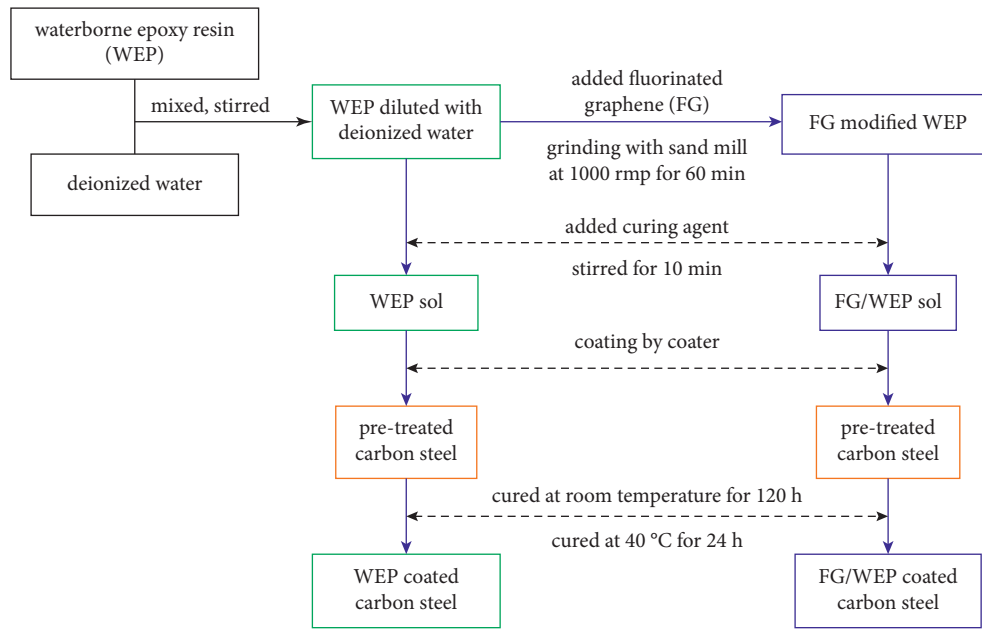 waterborne epoxy resin
(WEP)
mixed, stirred
deionized water
WEP diluted with
deionized water
added fluorinated
graphene (FG)
grinding with sand mill
at 1000 rmp for 60 min
FG modified WEP
added curing agent
stirred for 10 min
WEP sol
FG/WEP sol
coating by coater
pre-treated
carbon steel
pre-treated
carbon steel
cured at room temperature for 120 h
cured at 40 °C for 24 h
WEP coated
carbon steel
FG/WEP coated
carbon steel